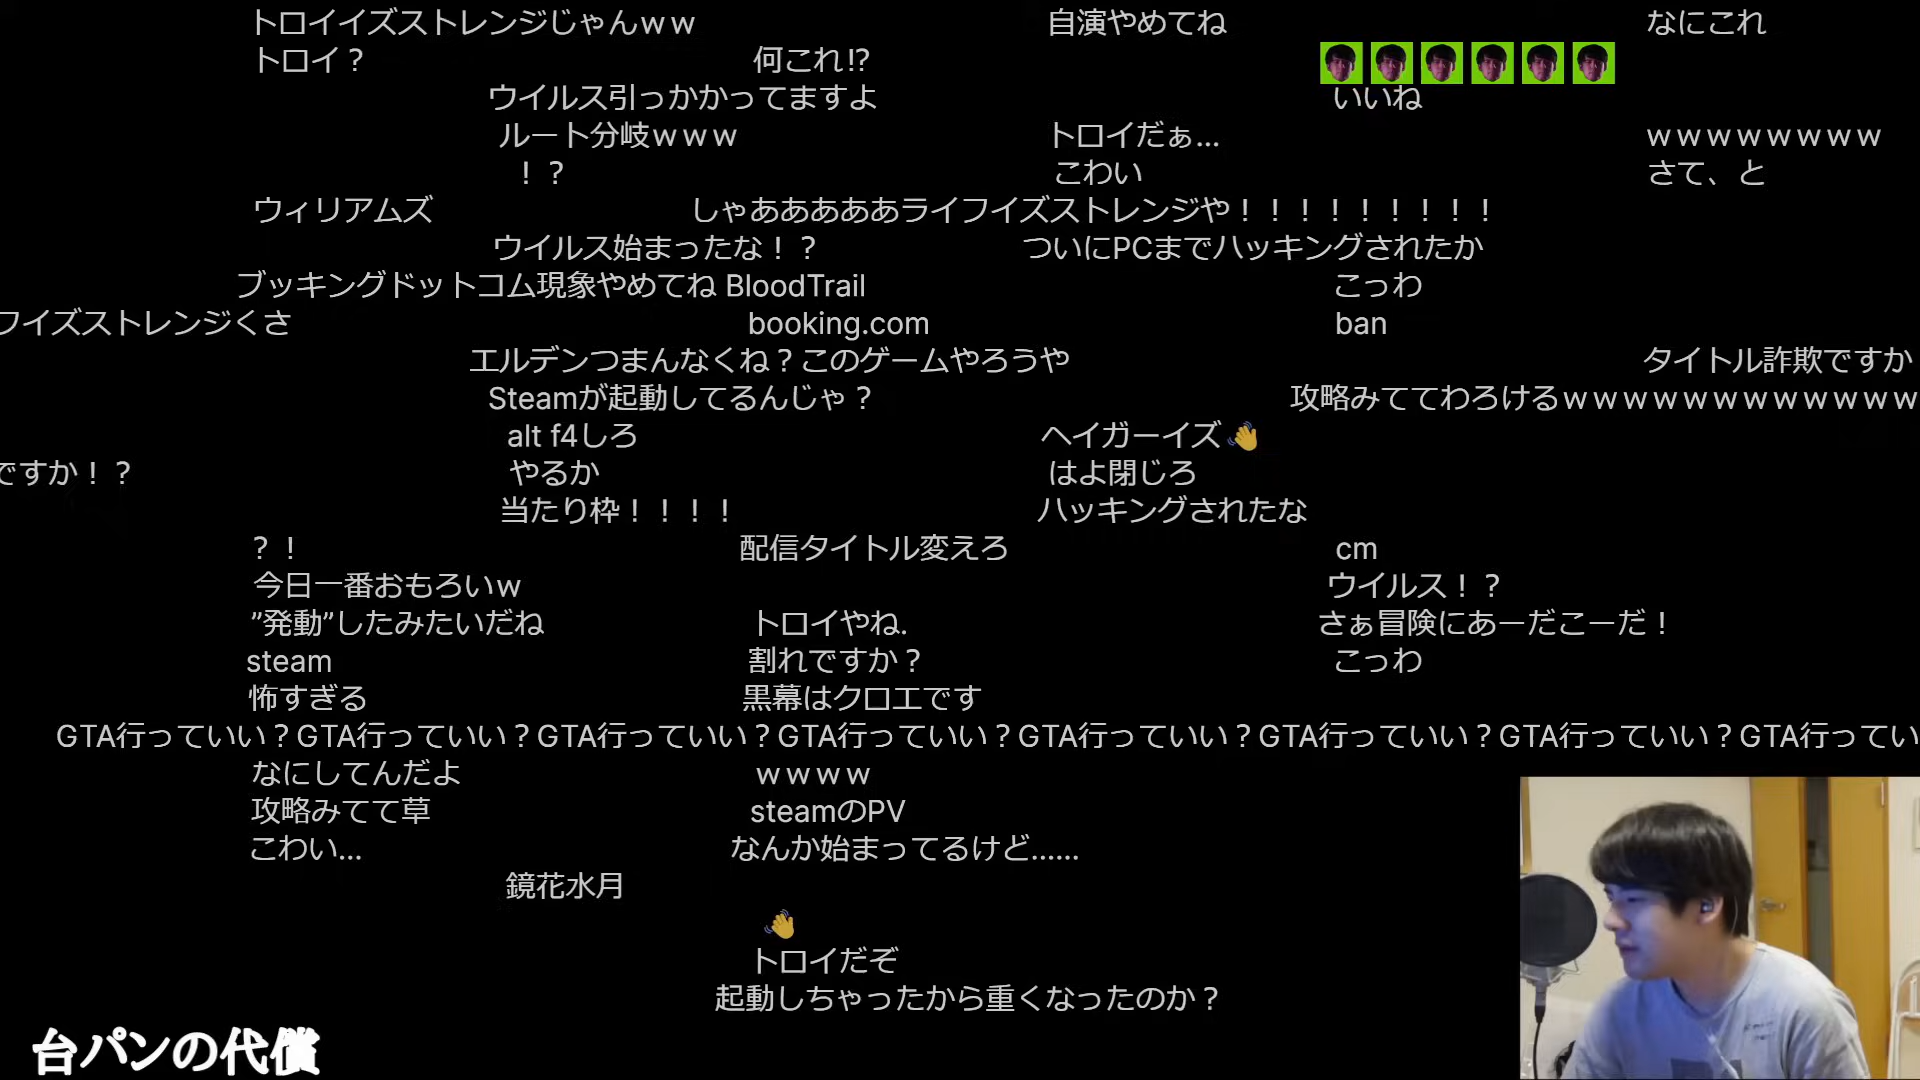 トロイイズストレンジじゃんｗｗ 自演やめてね なにこれ
トロイ？ 何これ⁉
ウイルス引っかかってますよ いいね
ルート分岐ｗｗｗ トロイだぁ... ｗｗｗｗｗｗｗｗ
！？ こわい さて、と
ウィリアムズ しゃあああああライフイズストレンジや！！！！！！！！！
ウイルス始まったな！？ ついにPCまでハッキングされたか
ブッキングドットコム現象やめてね BloodTrail こっわ
フイズストレンジくさ booking.com ban
エルデンつまんなくね？このゲームやろうや タイトル詐欺ですか
Steamが起動してるんじゃ？ 攻略みててわろけるｗｗｗｗｗｗｗｗｗｗｗｗ
alt f4しろ ヘイガーイズ👋
ですか！？ やるか はよ閉じろ
当たり枠！！！！ ハッキングされたな
？！ 配信タイトル変えろ cm
今日一番おもろいｗ ウイルス！？
”発動”したみたいだね トロイやね. さぁ冒険にあーだこーだ！
steam 割れですか？ こっわ
怖すぎる 黒幕はクロエです
GTA行っていい？GTA行っていい？GTA行っていい？GTA行っていい？GTA行っていい？GTA行っていい？GTA行っていい？GTA行ってい
なにしてんだよ ｗｗｗｗ
攻略みてて草 steamのPV
こわい... なんか始まってるけど......
鏡花水月
👋
トロイだぞ
起動しちゃったから重くなったのか？
台パンの代償